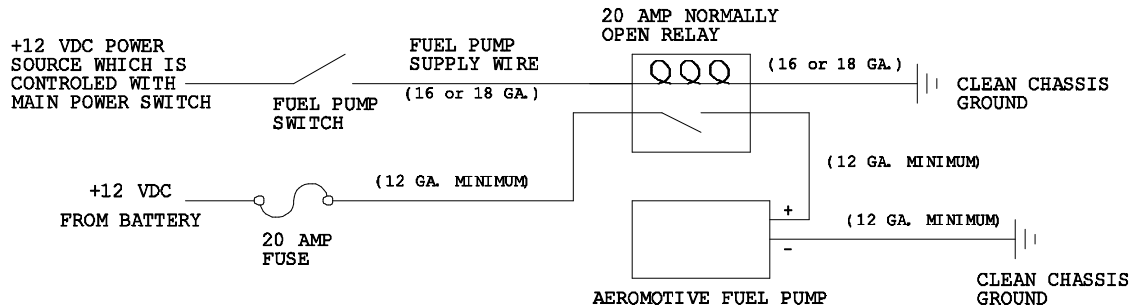 +12 VDC POWER
SOURCE WHICH IS
CONTROLED WITH
MAIN POWER SWITCH
FUEL PUMP
SWITCH
FUEL PUMP
SUPPLY WIRE
(16 or 18 GA.)
20 AMP NORMALLY
OPEN RELAY
(16 or 18 GA.)
CLEAN CHASSIS
GROUND
+12 VDC
FROM BATTERY
20 AMP
FUSE
(12 GA. MINIMUM)
(12 GA. MINIMUM)
+
-
(12 GA. MINIMUM)
AEROMOTIVE FUEL PUMP
CLEAN CHASSIS
GROUND